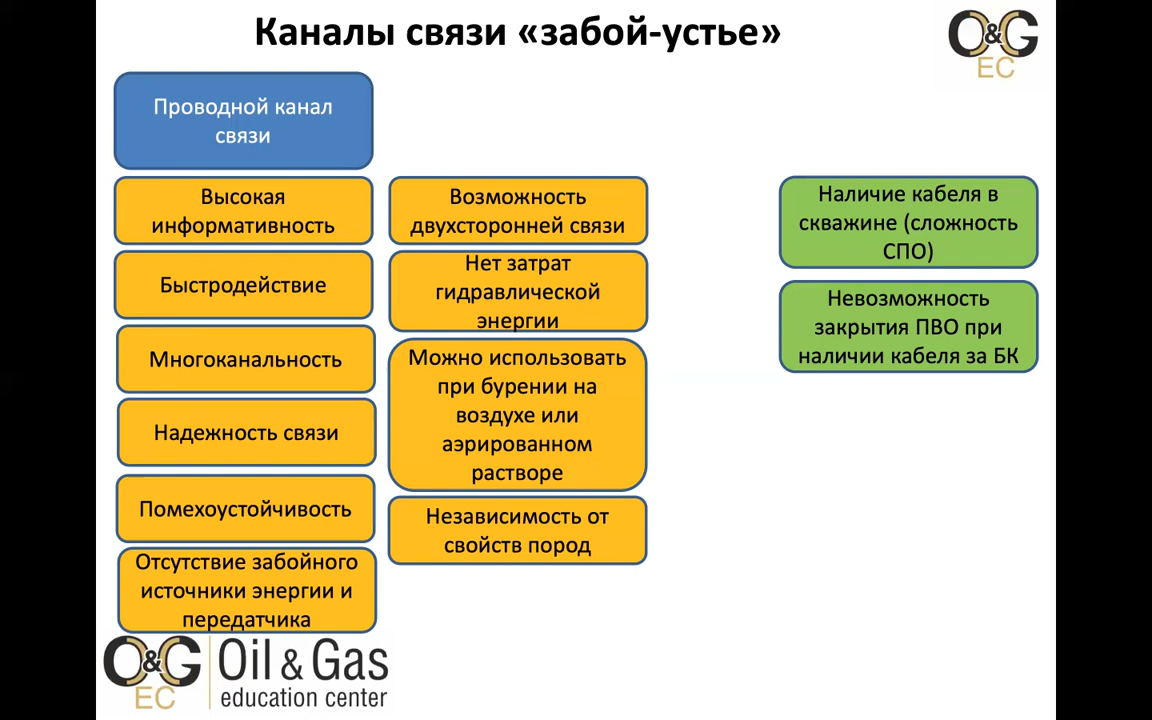 Каналы связи «забой-устье»
O&G
EC
Проводной канал
связи
Высокая
информативность
Быстродействие
Многоканальность
Надежность связи
Помехоустойчивость
Отсутствие забойного
источники энергии и
передатчика
Возможность
двухсторонней связи
Нет затрат
гидравлической
энергии
Можно использовать
при бурении на
воздухе или
аэрированном
растворе
Независимость от
свойств пород
Наличие кабеля в
скважине (сложность
СПО)
Невозможность
закрытия ПВО при
наличии кабеля за БК
O&G
EC
Oil & Gas
education center